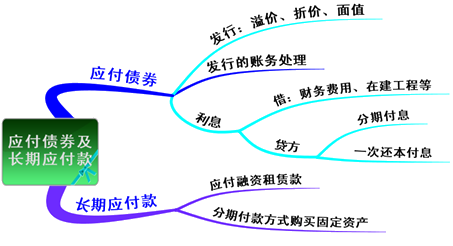 应付债券及
长期应付款
应付债券
发行：溢价、折价、面值
发行的账务处理
利息
借：财务费用、在建工程等
贷方
分期付息
一次还本付息
长期应付款
应付融资租赁款
分期付款方式购买固定资产